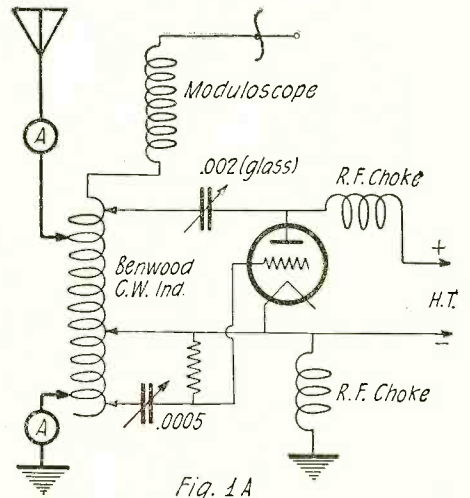 Moduloscope
A
.002 (glass)
R.F. Choke
+
Benwood
C.W. Ind.
H.T.
-
R.F. Choke
.0005
A
Fig. 1A